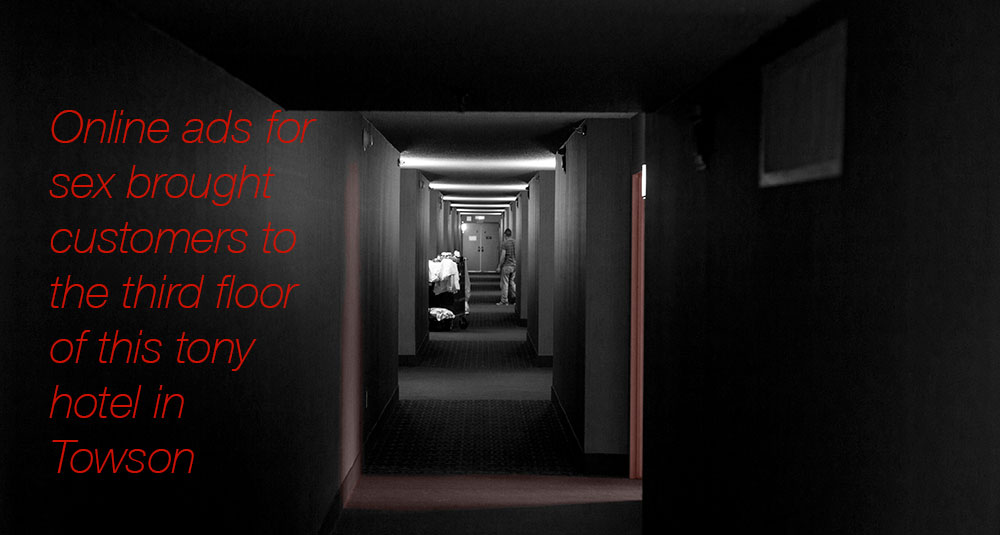 Online ads for
sex brought
customers to
the third floor
of this tony
hotel in
Towson